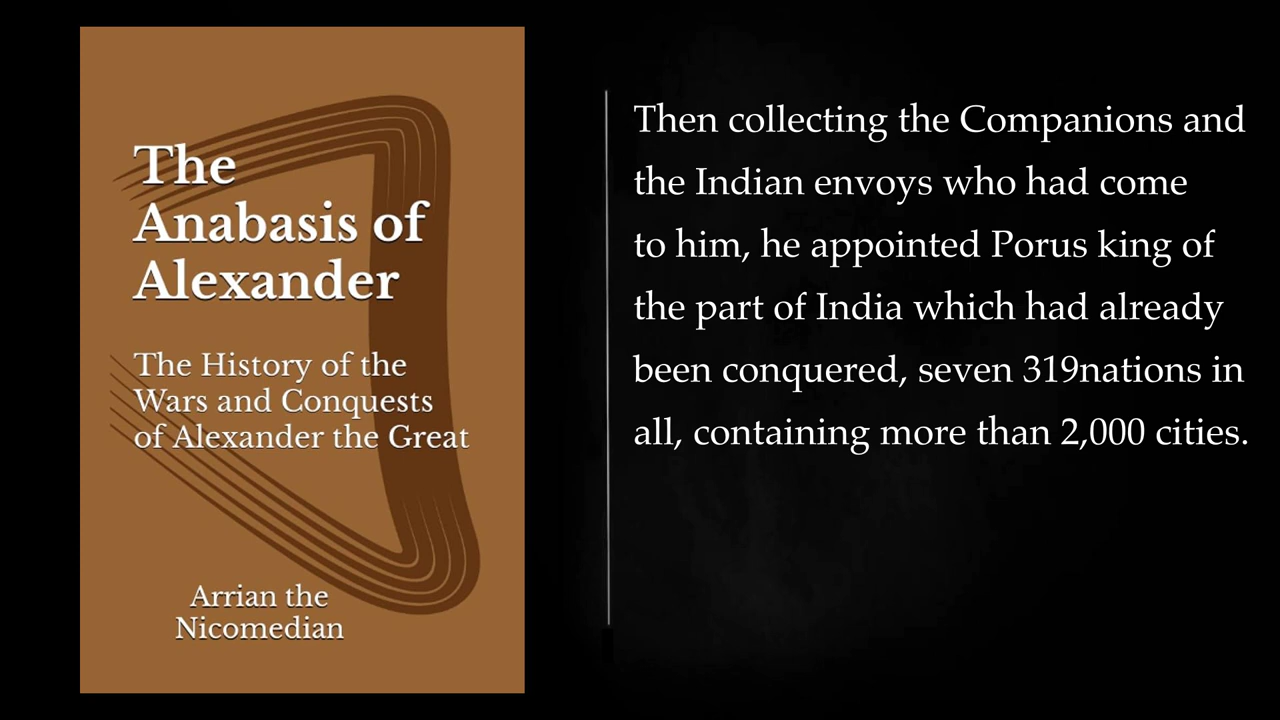 The
Anabasis of
Alexander
The History of the
Wars and Conquests
of Alexander the Great
Arrian the
Nicomedian
Then collecting the Companions and
the Indian envoys who had come
to him, he appointed Porus king of
the part of India which had already
been conquered, seven 319nations in
all, containing more than 2,000 cities.